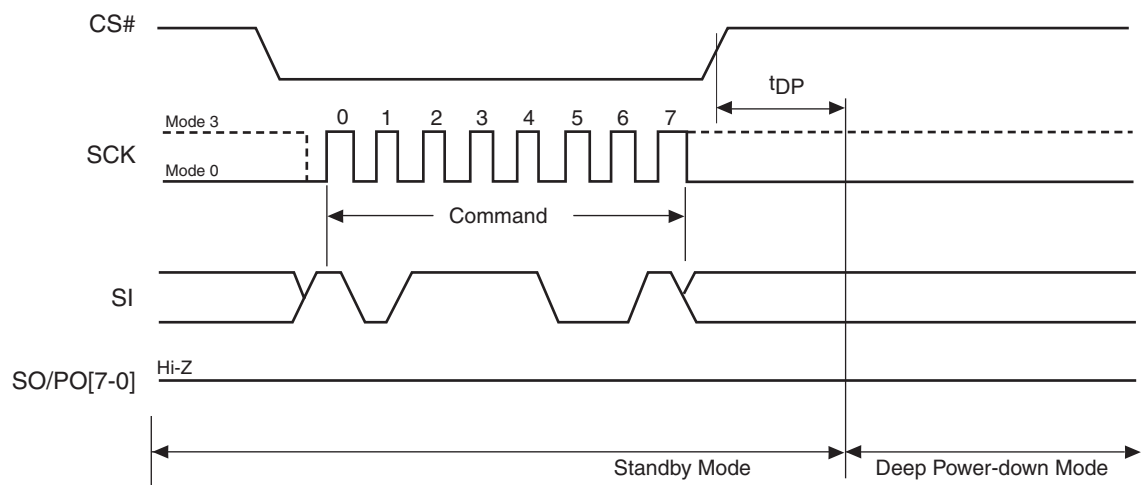 CS#
tDP
Mode 3
0 1 2 3 4 5 6 7
SCK
Mode 0
Command
SI
Hi-Z
SO/PO[7-0]
Standby Mode
Deep Power-down Mode